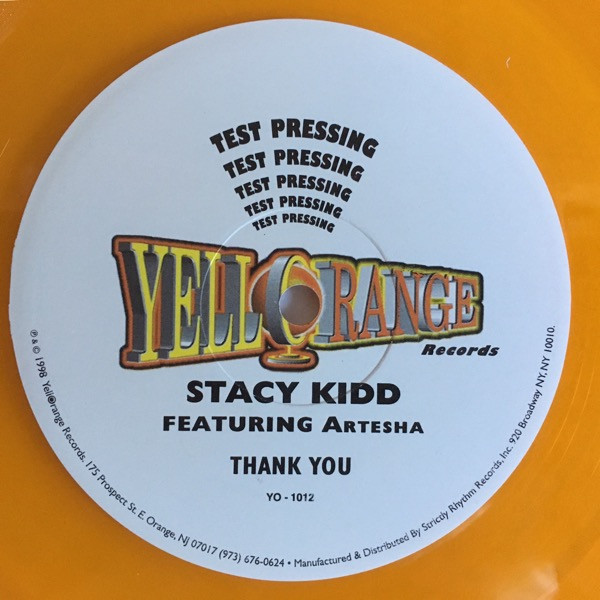 TEST PRESSING
TEST PRESSING
TEST PRESSING
TEST PRESSING
TEST PRESSING
YELLORANGE
Records
STACY KIDD
FEATURING ARTESHA
THANK YOU
YO - 1012
℗ & © 1998 YellOrange Records. 175 Prospect St. E. Orange, NJ 07017 (973) 676-0624 • Manufactured & Distributed By Strictly Rhythm Records, Inc. 920 Broadway NY, NY 10010.